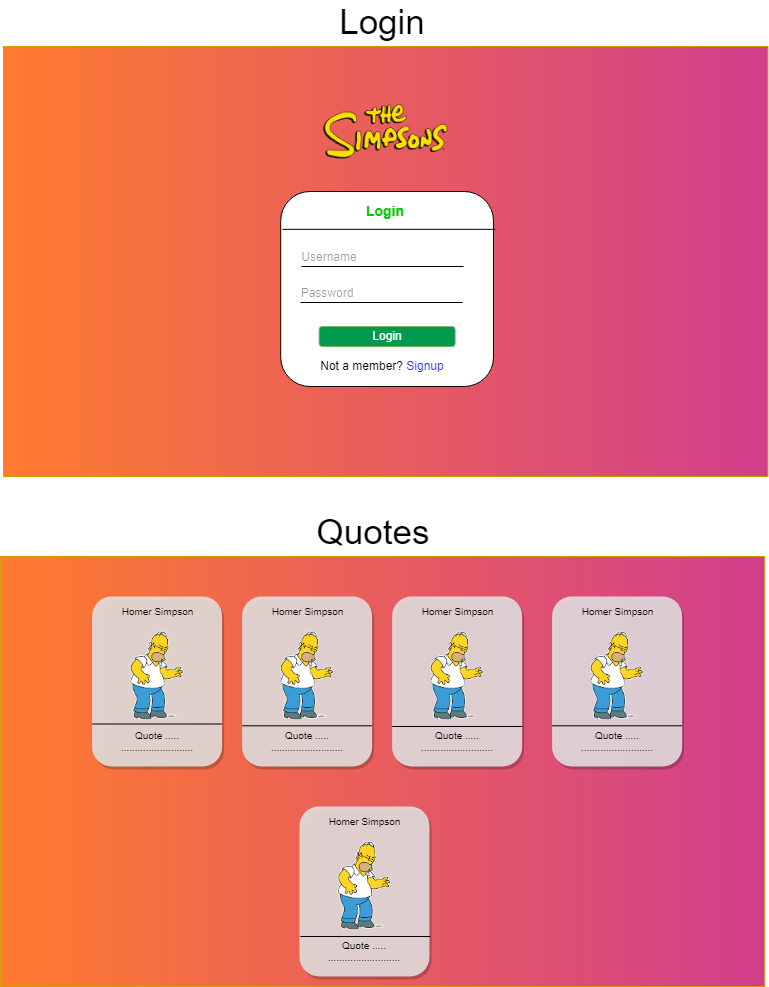 Login
THE
SIMPSONS
Login
Username
Password
Login
Not a member? Signup
Quotes
Homer Simpson Homer Simpson Homer Simpson Homer Simpson
Quote ..... Quote ..... Quote ..... Quote .....
.......................... .......................... .......................... ..........................
Homer Simpson
Quote .....
..........................